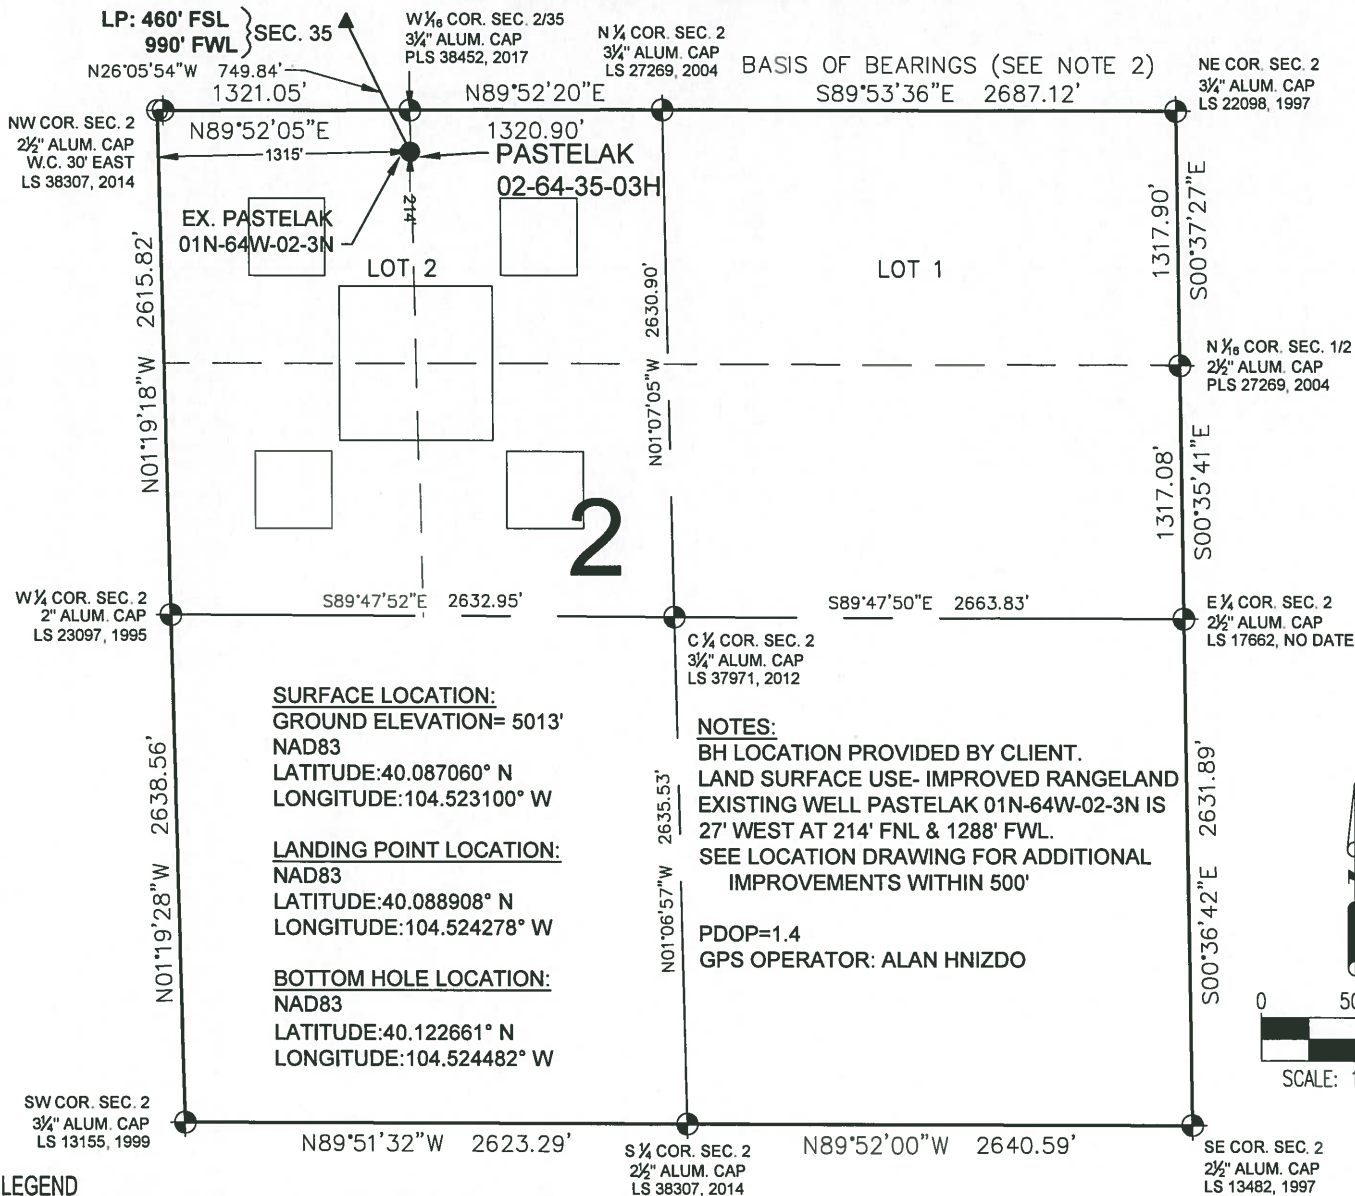 LP: 460' FSL
990' FWL
SEC. 35
N26°05'54"W 749.84'
W 1/16 COR. SEC. 2/35
3¼" ALUM. CAP
PLS 38452, 2017
N ¼ COR. SEC. 2
3¼" ALUM. CAP
LS 27269, 2004
BASIS OF BEARINGS (SEE NOTE 2)
NE COR. SEC. 2
3¼" ALUM. CAP
LS 22098, 1997
1321.05'
N89°52'20"E
S89°53'36"E 2687.12'
NW COR. SEC. 2
2½" ALUM. CAP
W.C. 30' EAST
LS 38307, 2014
N89°52'05"E
1320.90'
1315'
PASTELAK
02-64-35-03H
214'
EX. PASTELAK
01N-64W-02-3N
LOT 2
LOT 1
N01°19'18"W 2615.82'
N01°07'05"W 2630.90'
1317.90'
S00°37'27"E
N 1/16 COR. SEC. 1/2
2½" ALUM. CAP
PLS 27269, 2004
1317.08'
S00°35'41"E
2
W ¼ COR. SEC. 2
2" ALUM. CAP
LS 23097, 1995
S89°47'52"E 2632.95'
S89°47'50"E 2663.83'
E ¼ COR. SEC. 2
2½" ALUM. CAP
LS 17662, NO DATE
C ¼ COR. SEC. 2
3¼" ALUM. CAP
LS 37971, 2012
SURFACE LOCATION:
GROUND ELEVATION= 5013'
NAD83
LATITUDE:40.087060° N
LONGITUDE:104.523100° W
LANDING POINT LOCATION:
NAD83
LATITUDE:40.088908° N
LONGITUDE:104.524278° W
BOTTOM HOLE LOCATION:
NAD83
LATITUDE:40.122661° N
LONGITUDE:104.524482° W
NOTES:
BH LOCATION PROVIDED BY CLIENT.
LAND SURFACE USE- IMPROVED RANGELAND
EXISTING WELL PASTELAK 01N-64W-02-3N IS
27' WEST AT 214' FNL & 1288' FWL.
SEE LOCATION DRAWING FOR ADDITIONAL
IMPROVEMENTS WITHIN 500'
PDOP=1.4
GPS OPERATOR: ALAN HNIZDO
N01°19'28"W 2638.56'
N01°06'57"W 2635.53'
S00°36'42"E 2631.89'
0 50
SCALE: 1
SW COR. SEC. 2
3¼" ALUM. CAP
LS 13155, 1999
N89°51'32"W 2623.29'
S ¼ COR. SEC. 2
2½" ALUM. CAP
LS 38307, 2014
N89°52'00"W 2640.59'
SE COR. SEC. 2
2½" ALUM. CAP
LS 13482, 1997
LEGEND